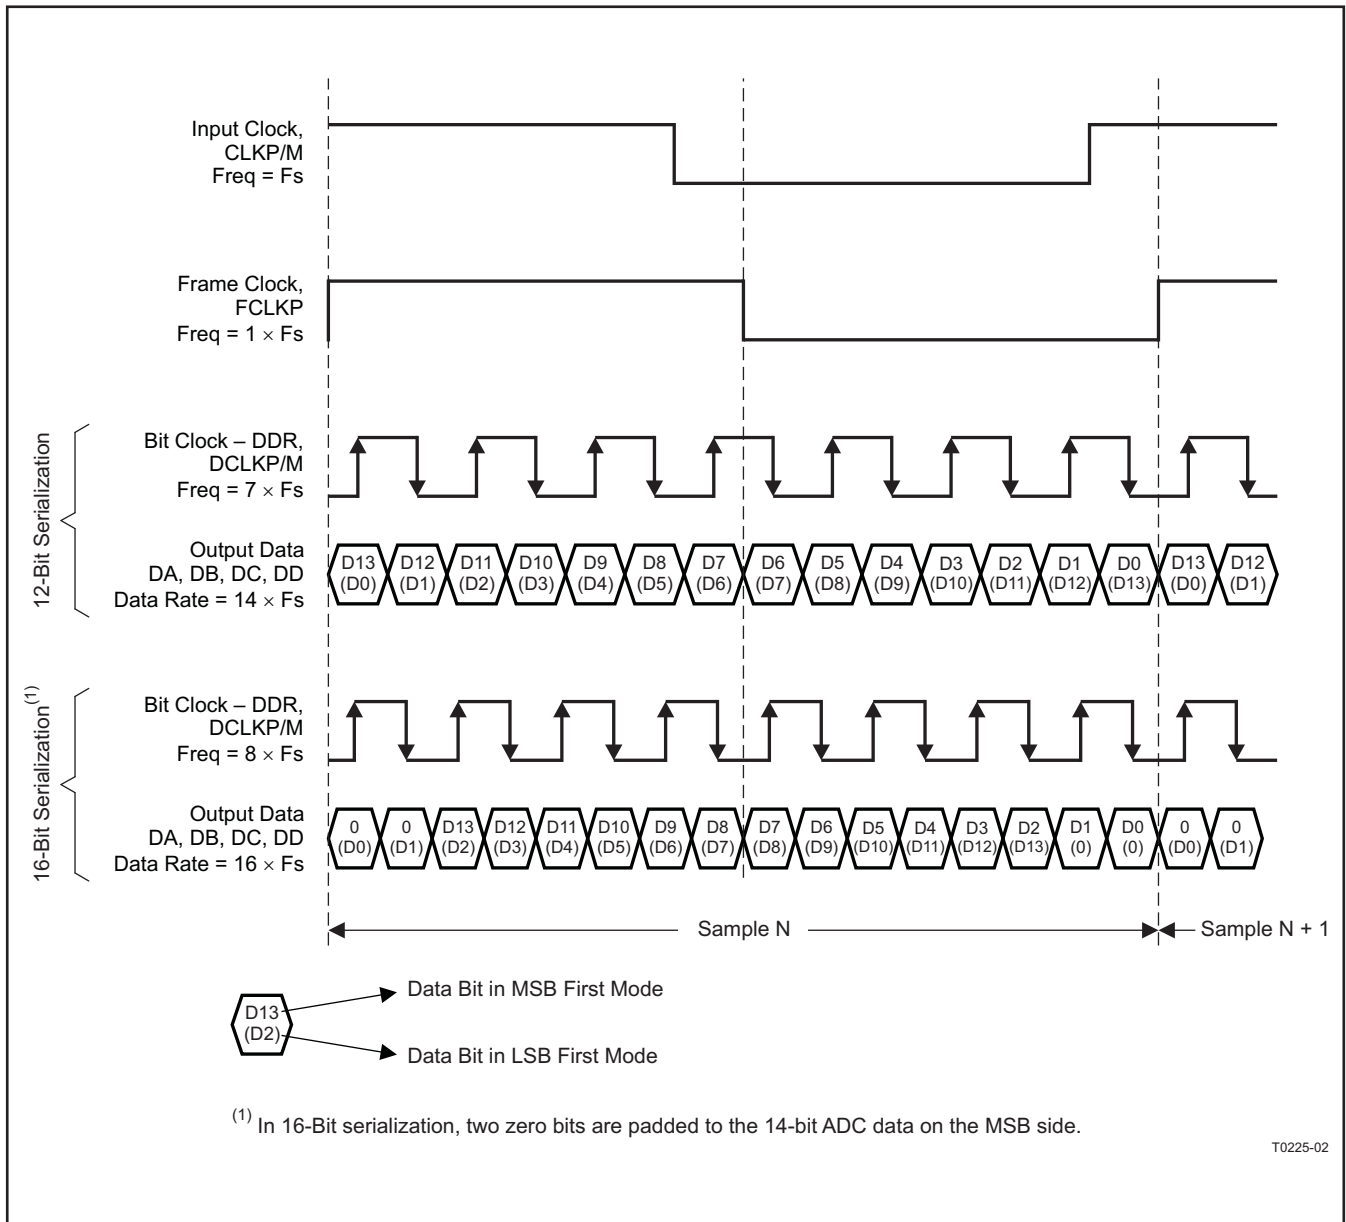 Input Clock,
CLKP/M
Freq = Fs
Frame Clock,
FCLKP
Freq = 1 × Fs
12-Bit Serialization
Bit Clock – DDR,
DCLKP/M
Freq = 7 × Fs
Output Data
DA, DB, DC, DD
Data Rate = 14 × Fs
D13 D12 D11 D10 D9 D8 D7 D6 D5 D4 D3 D2 D1 D0 D13 D12
(D0) (D1) (D2) (D3) (D4) (D5) (D6) (D7) (D8) (D9) (D10) (D11) (D12) (D13) (D0) (D1)
16-Bit Serialization(1)
Bit Clock – DDR,
DCLKP/M
Freq = 8 × Fs
Output Data
DA, DB, DC, DD
Data Rate = 16 × Fs
0 0 D13 D12 D11 D10 D9 D8 D7 D6 D5 D4 D3 D2 D1 D0 0 0
(D0) (D1) (D2) (D3) (D4) (D5) (D6) (D7) (D8) (D9) (D10) (D11) (D12) (D13) (0) (0) (D0) (D1)
Sample N
Sample N + 1
D13
(D2)
Data Bit in MSB First Mode
Data Bit in LSB First Mode
(1) In 16-Bit serialization, two zero bits are padded to the 14-bit ADC data on the MSB side.
T0225-02